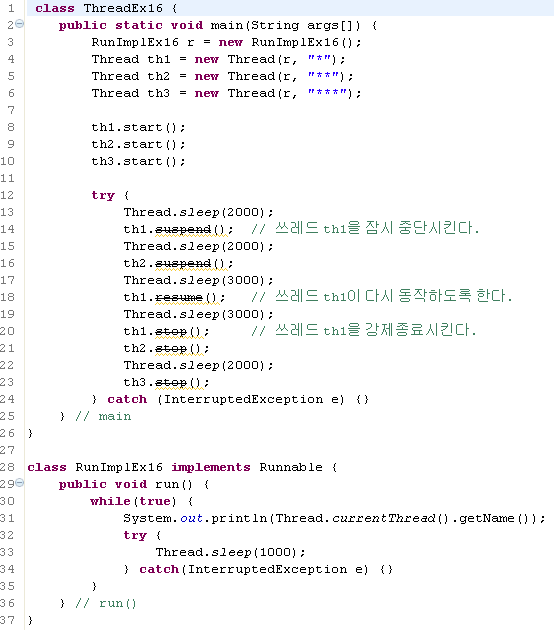 1 class ThreadEx16 {
2 public static void main(String args[]) {
3 RunImplEx16 r = new RunImplEx16();
4 Thread th1 = new Thread(r, "*");
5 Thread th2 = new Thread(r, "**");
6 Thread th3 = new Thread(r, "***");
7
8 th1.start();
9 th2.start();
10 th3.start();
11
12 try {
13 Thread.sleep(2000);
14 th1.suspend(); // 쓰레드 th1을 잠시 중단시킨다.
15 Thread.sleep(2000);
16 th2.suspend();
17 Thread.sleep(3000);
18 th1.resume(); // 쓰레드 th1이 다시 동작하도록 한다.
19 Thread.sleep(3000);
20 th1.stop(); // 쓰레드 th1을 강제종료시킨다.
21 th2.stop();
22 Thread.sleep(2000);
23 th3.stop();
24 } catch (InterruptedException e) {}
25 } // main
26 }
27
28 class RunImplEx16 implements Runnable {
29 public void run() {
30 while(true) {
31 System.out.println(Thread.currentThread().getName());
32 try {
33 Thread.sleep(1000);
34 } catch(InterruptedException e) {}
35 }
36 } // run()
37 }